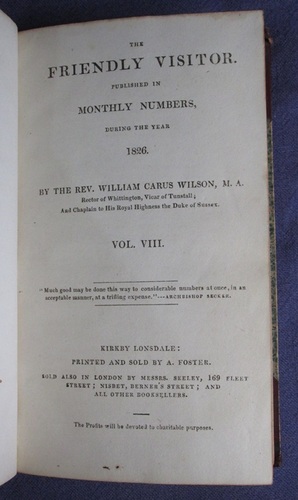 THE
FRIENDLY VISITOR.
PUBLISHED IN
MONTHLY NUMBERS,
DURING THE YEAR
1826.
BY THE REV. WILLIAM CARUS WILSON, M. A.
Rector of Whittington, Vicar of Tunstall;
And Chaplain to His Royal Highness the Duke of Sussex.
VOL. VIII.
"Much good may be done this way to considerable numbers at once, in an
acceptable manner, at a trifling expense."—ARCHBISHOP SECKER.
KIRKBY LONSDALE:
PRINTED AND SOLD BY A. FOSTER.
SOLD ALSO IN LONDON BY MESSRS. SEELEY, 169 FLEET
STREET; NISBET, BERNER'S STREET; AND
ALL OTHER BOOKSELLERS.
The Profits will be devoted to charitable purposes.